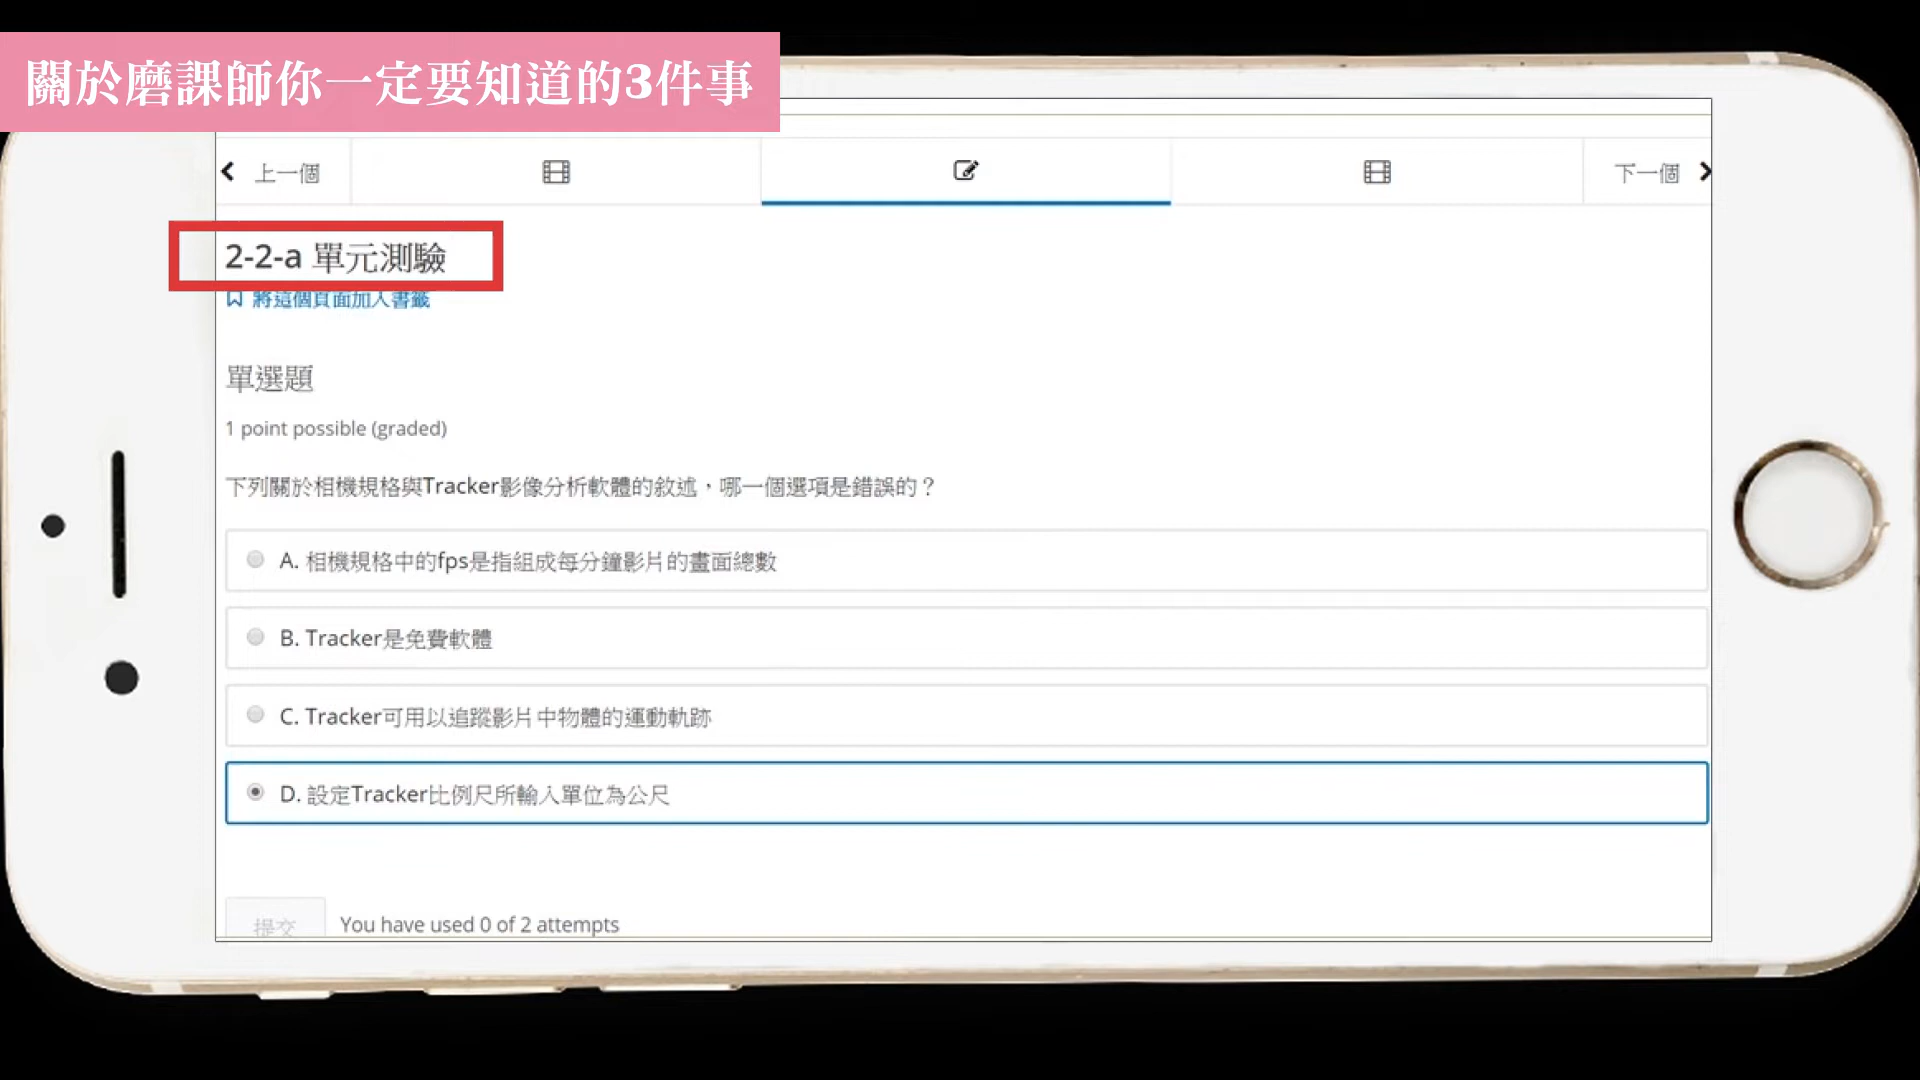 關於磨課師你一定要知道的3件事
上一個
下一個
2-2-a 單元測驗
將這個頁面加入書籤
單選題
1 point possible (graded)
下列關於相機規格與Tracker影像分析軟體的敘述，哪一個選項是錯誤的？
A. 相機規格中的fps是指組成每分鐘影片的畫面總數
B. Tracker是免費軟體
C. Tracker可用以追蹤影片中物體的運動軌跡
D. 設定Tracker比例尺所輸入單位為公尺
提交
You have used 0 of 2 attempts